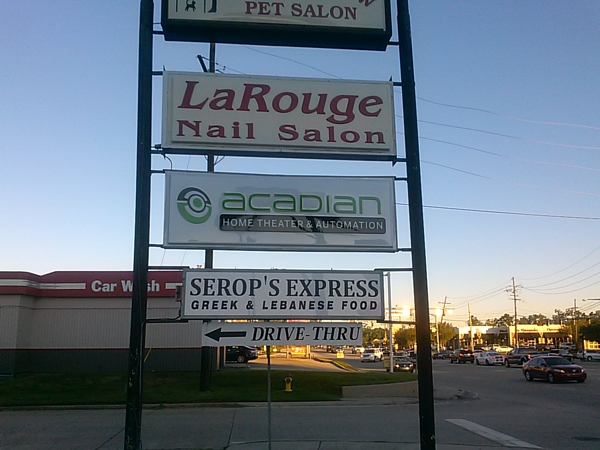 PET SALON
LaRouge
Nail Salon
acadian
HOME THEATER & AUTOMATION
Car Wash
SEROP'S EXPRESS
GREEK & LEBANESE FOOD
DRIVE-THRU